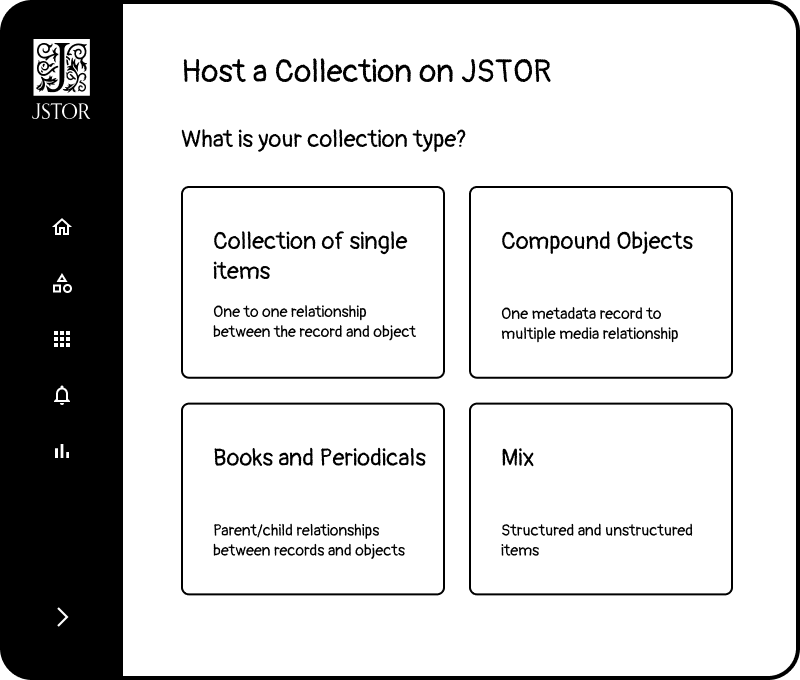 JSTOR
Host a Collection on JSTOR
What is your collection type?
Collection of single
items
One to one relationship
between the record and object
Compound Objects
One metadata record to
multiple media relationship
Books and Periodicals
Parent/child relationships
between records and objects
Mix
Structured and unstructured
items